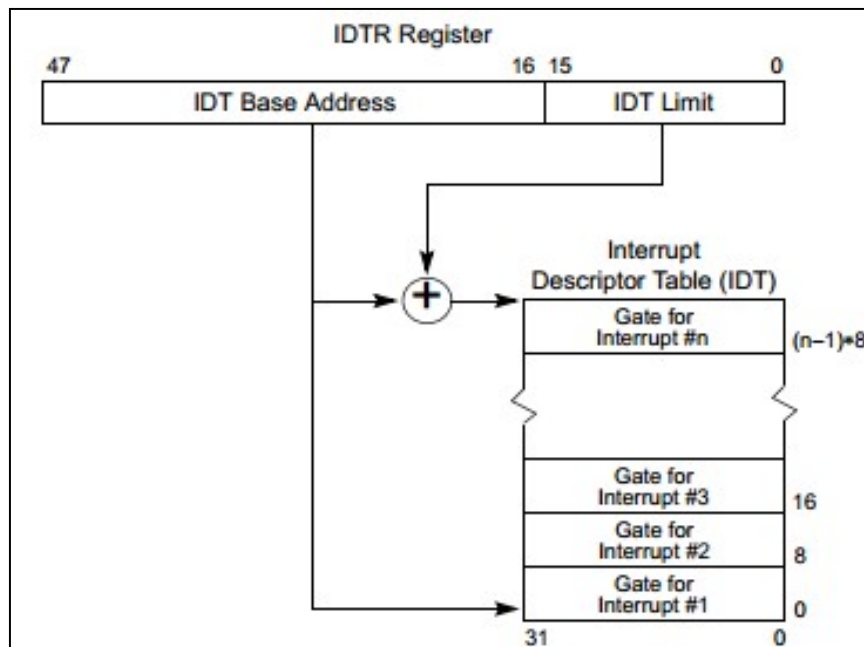 IDTR Register
47 16 15 0
IDT Base Address IDT Limit
+
Interrupt
Descriptor Table (IDT)
Gate for
Interrupt #n
(n–1)∗8
Gate for
Interrupt #3
16
Gate for
Interrupt #2
8
Gate for
Interrupt #1
0
31 0